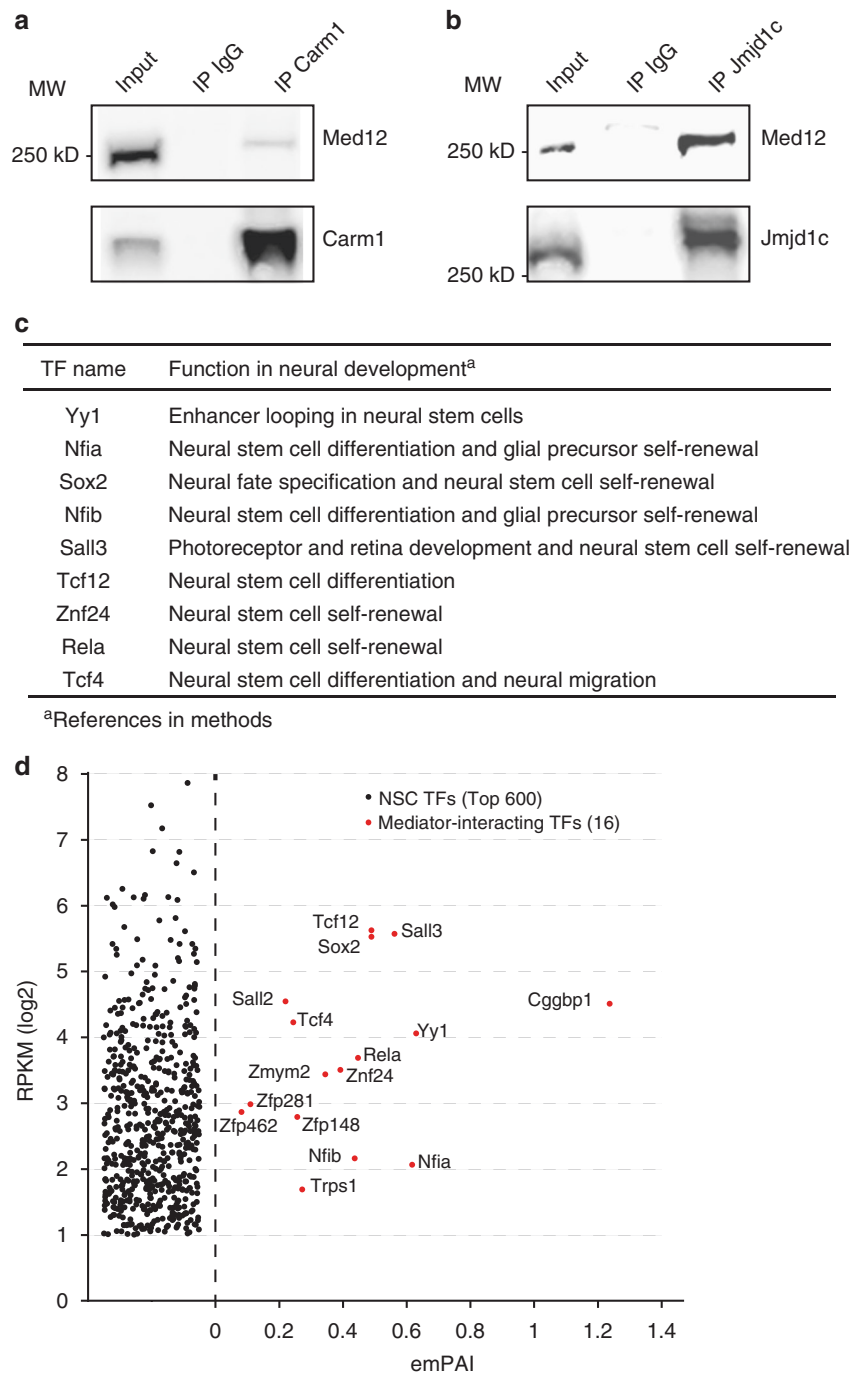 a
MW
Input
IP IgG
IP Carm1
250 kD
Med12
Carm1
b
MW
Input
IP IgG
IP Jmjd1c
250 kD
Med12
250 kD
Jmjd1c
c
TF name Function in neural developmentᵃ
Yy1 Enhancer looping in neural stem cells
Nfia Neural stem cell differentiation and glial precursor self-renewal
Sox2 Neural fate specification and neural stem cell self-renewal
Nfib Neural stem cell differentiation and glial precursor self-renewal
Sall3 Photoreceptor and retina development and neural stem cell self-renewal
Tcf12 Neural stem cell differentiation
Znf24 Neural stem cell self-renewal
Rela Neural stem cell self-renewal
Tcf4 Neural stem cell differentiation and neural migration
ᵃReferences in methods
d
RPKM (log2)
8
7
6
5
4
3
2
1
0
NSC TFs (Top 600)
Mediator-interacting TFs (16)
Tcf12
Sox2
Sall3
Sall2
Tcf4
Cggbp1
Yy1
Rela
Zmym2
Znf24
Zfp281
Zfp462
Zfp148
Nfib
Nfia
Trps1
0 0.2 0.4 0.6 0.8 1 1.2 1.4
emPAI